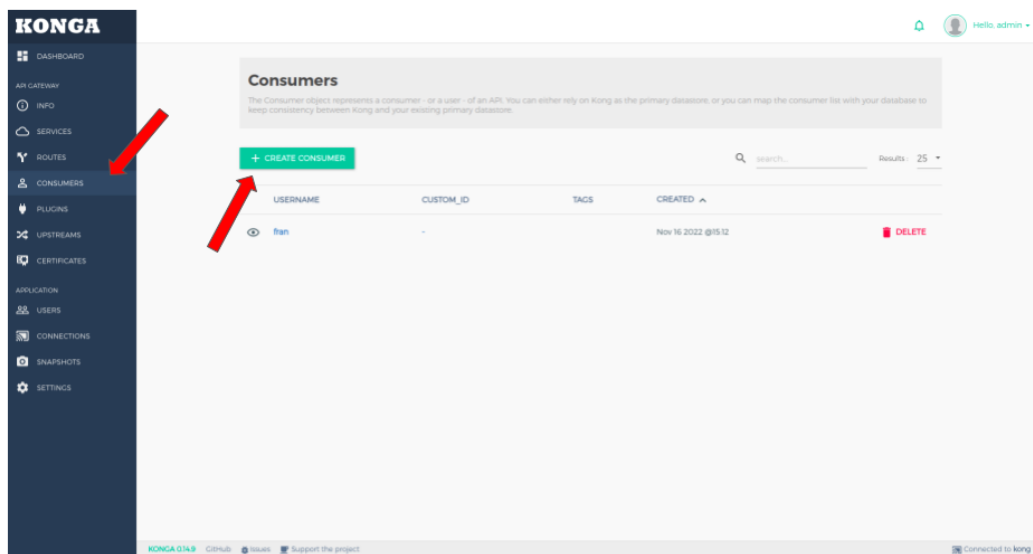 KONGA
Hello, admin
DASHBOARD
API GATEWAY
INFO
SERVICES
ROUTES
CONSUMERS
PLUGINS
UPSTREAMS
CERTIFICATES
APPLICATION
USERS
CONNECTIONS
SNAPSHOTS
SETTINGS
Consumers
The Consumer object represents a consumer - or a user - of an API. You can either rely on Kong as the primary datastore, or you can map the consumer list with your database to
keep consistency between Kong and your existing primary datastore.
+ CREATE CONSUMER
search...
Results : 25
USERNAME CUSTOM_ID TAGS CREATED
fran - Nov 16 2022 @15:12 DELETE
KONGA 0.14.9 GitHub Issues Support the project Connected to kong